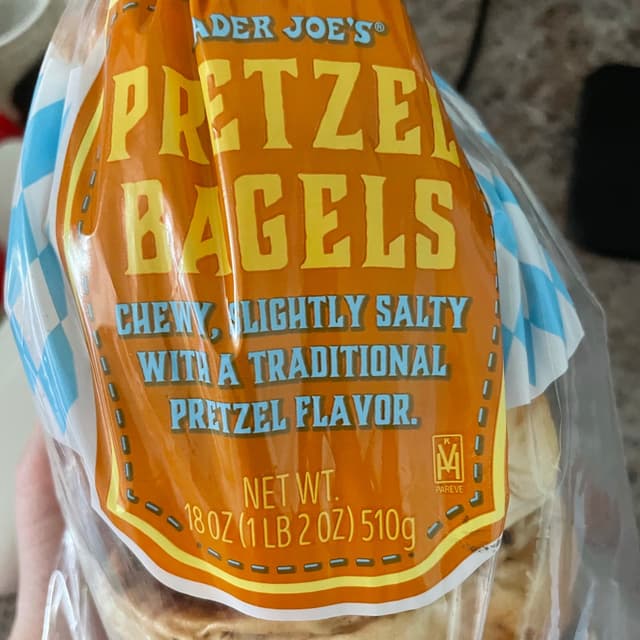 ADER JOE'S®
PRETZEL
BAGELS
CHEWY, SLIGHTLY SALTY
WITH A TRADITIONAL
PRETZEL FLAVOR.
K
PAREVE
NET WT.
18 OZ (1 LB 2 OZ) 510g